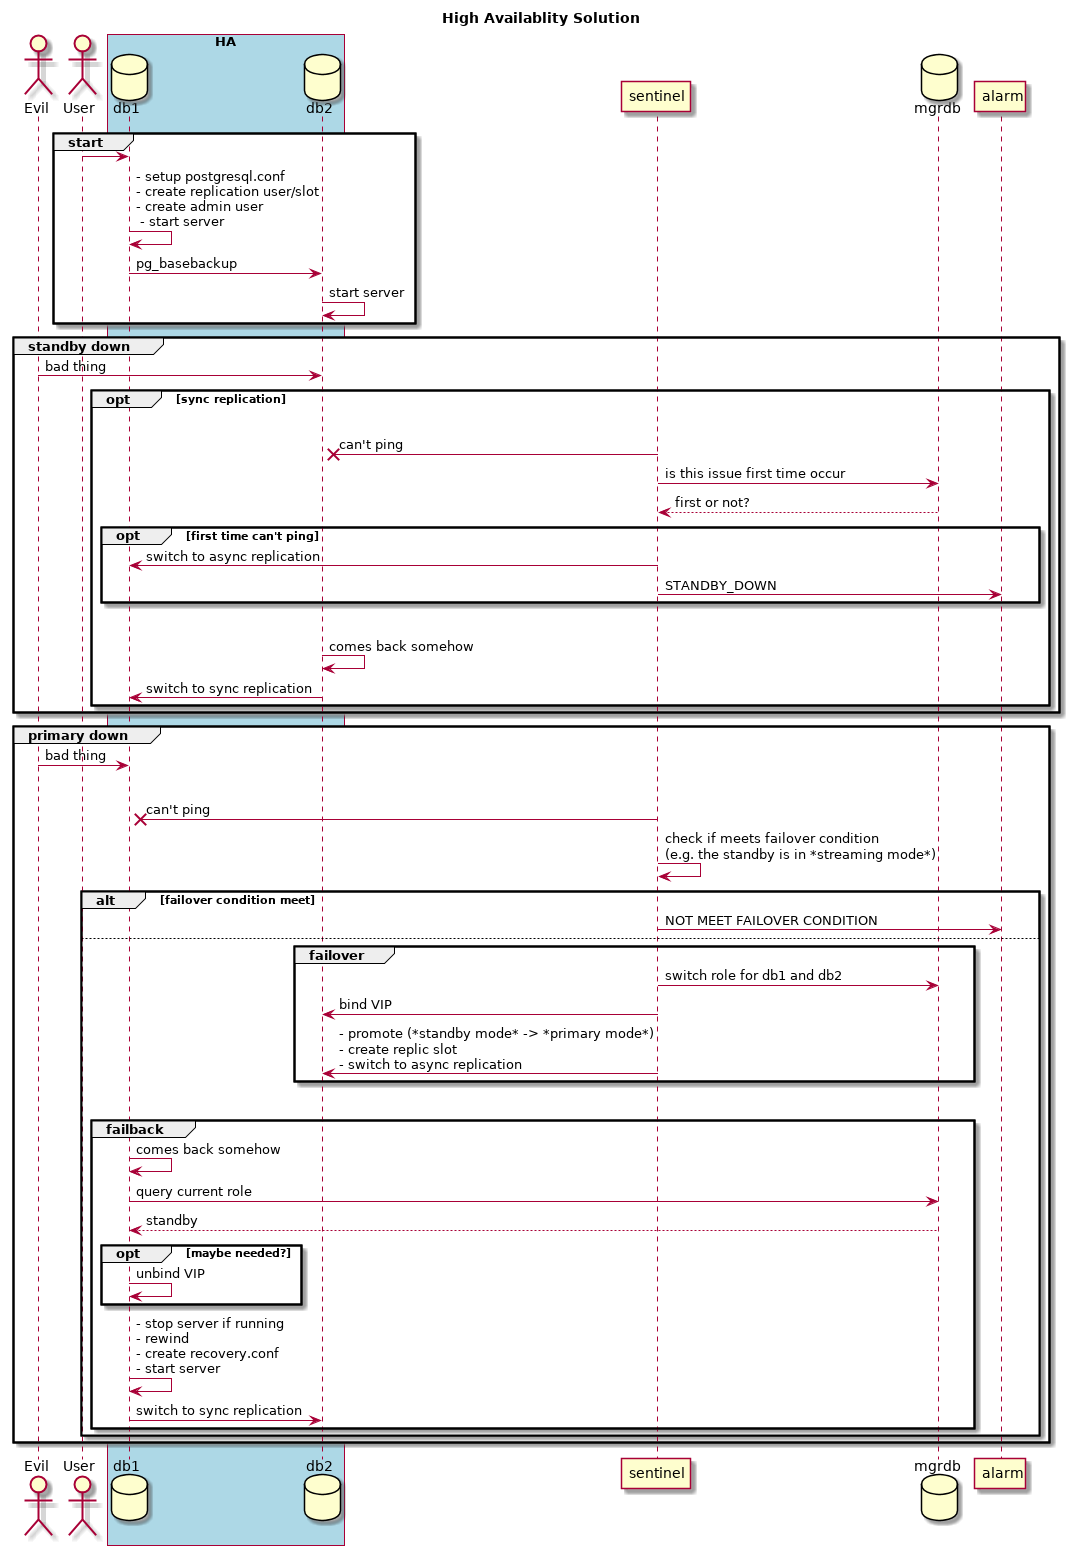 High Availablity Solution
HA
Evil
User
db1
db2
sentinel
mgrdb
alarm
start
- setup postgresql.conf
- create replication user/slot
- create admin user
- start server
pg_basebackup
start server
standby down
bad thing
opt [sync replication]
can't ping
is this issue first time occur
first or not?
opt [first time can't ping]
switch to async replication
STANDBY_DOWN
comes back somehow
switch to sync replication
primary down
bad thing
can't ping
check if meets failover condition
(e.g. the standby is in *streaming mode*)
alt [failover condition meet]
NOT MEET FAILOVER CONDITION
failover
switch role for db1 and db2
bind VIP
- promote (*standby mode* -> *primary mode*)
- create replic slot
- switch to async replication
failback
comes back somehow
query current role
standby
opt [maybe needed?]
unbind VIP
- stop server if running
- rewind
- create recovery.conf
- start server
switch to sync replication
Evil
User
db1
db2
sentinel
mgrdb
alarm